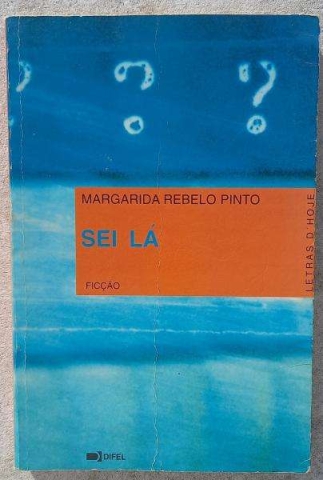 ? ?
MARGARIDA REBELO PINTO
SEI LÁ
FICÇÃO
LETRAS D HOJE
DIFEL